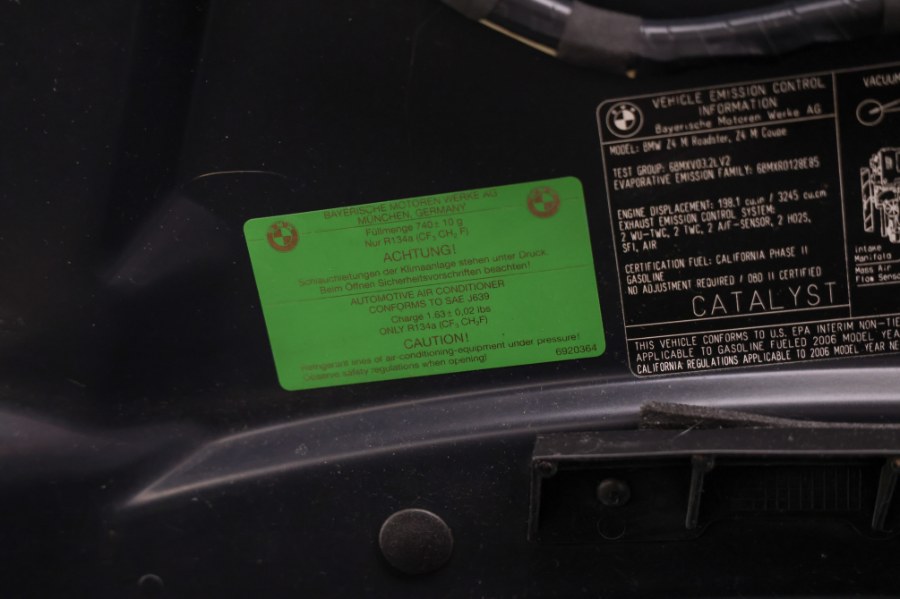 BAYERISCHE MOTOREN WERKE AG
MÜNCHEN, GERMANY
Füllmenge 740 ± 10 g
Nur R134a (CF₃ CH₂ F)
ACHTUNG!
Schlauchleitungen der Klimaanlage stehen unter Druck.
Beim Öffnen Sicherheitsvorschriften beachten!
AUTOMOTIVE AIR CONDITIONER
CONFORMS TO SAE J639
Charge 1.63 ± 0,02 lbs
ONLY R134a (CF₃ CH₂F)
CAUTION!
Refrigerant lines of air-conditioning-equipment under pressure!
Observe safety regulations when opening!
6920364
VEHICLE EMISSION CONTROL
INFORMATION
Bayerische Motoren Werke AG
MODEL: BMW Z4 M Roadster, Z4 M Coupe
TEST GROUP: 6BMXV03.2LV2
EVAPORATIVE EMISSION FAMILY: 6BMXR0128E85
ENGINE DISPLACEMENT: 198.1 cu.in / 3245 cu.cm
EXHAUST EMISSION CONTROL SYSTEM:
2 WU-TWC, 2 TWC, 2 A/F-SENSOR, 2 HO2S,
SFI, AIR
CERTIFICATION FUEL: CALIFORNIA PHASE II
GASOLINE
NO ADJUSTMENT REQUIRED / OBD II CERTIFIED
CATALYST
VACUUM
Intake
Manifold
Mass Air
Flow Sensor
THIS VEHICLE CONFORMS TO U.S. EPA INTERIM NON-TIE
APPLICABLE TO GASOLINE FUELED 2006 MODEL YEA
CALIFORNIA REGULATIONS APPLICABLE TO 2006 MODEL YEAR NE